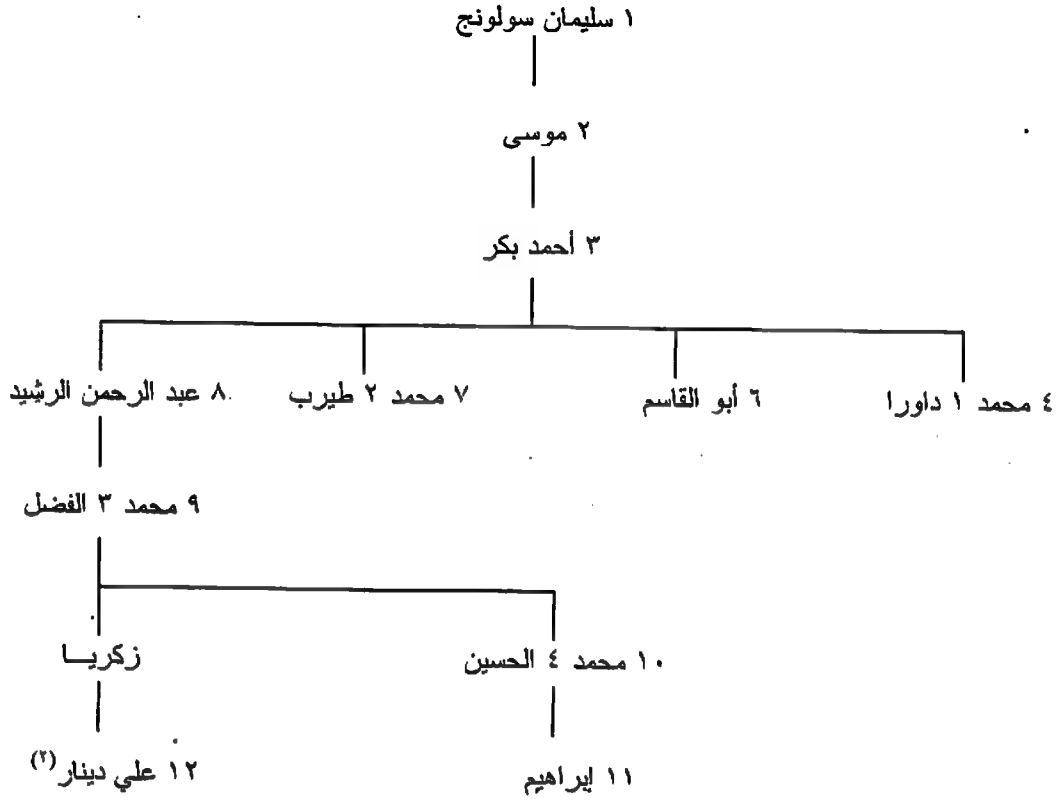 ١ سليمان سولونج
٢ موسى
٣ أحمد بكر
٤ محمد ١ داورا
٦ أبو القاسم
٧ محمد ٢ طيرب
٨ عبد الرحمن الرشيد
٩ محمد ٣ الفضل
١٠ محمد ٤ الحسين
زكريــا
١١ إبراهيم
١٢ علي دينار (٢)